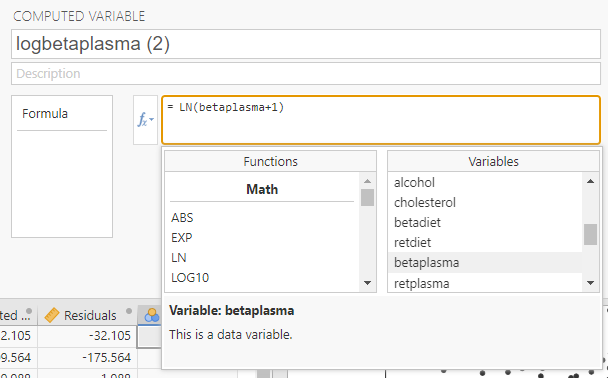 COMPUTED VARIABLE
logbetaplasma (2)
Description
Formula
fx
= LN(betaplasma+1)
Functions
Math
ABS
EXP
LN
LOG10
Variables
alcohol
cholesterol
betadiet
retdiet
betaplasma
retplasma
Variable: betaplasma
This is a data variable.
ted ...
Residuals
2.105
-32.105
9.564
-175.564